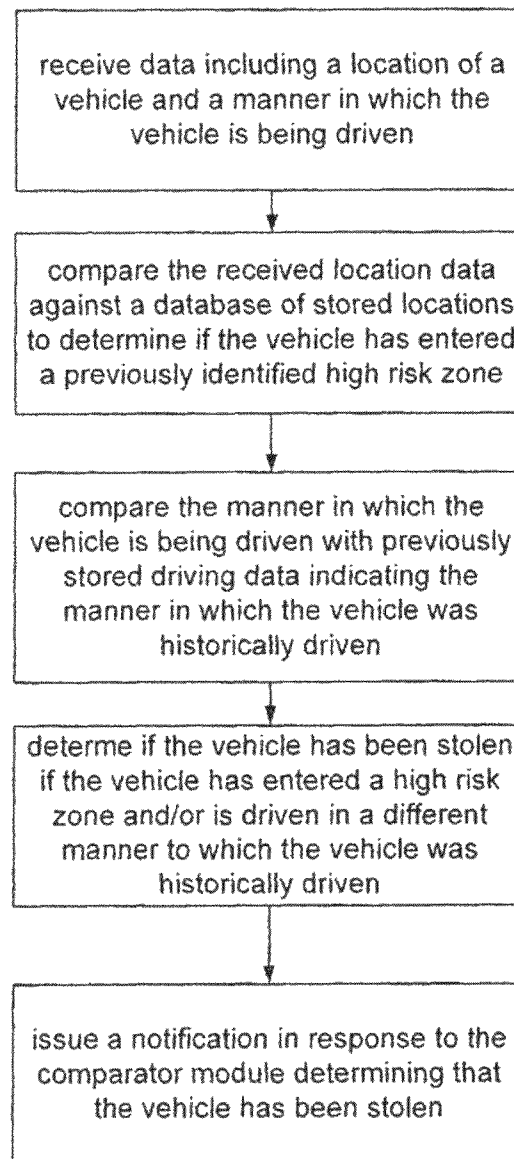 receive data including a location of a
vehicle and a manner in which the
vehicle is being driven
compare the received location data
against a database of stored locations
to determine if the vehicle has entered
a previously identified high risk zone
compare the manner in which the
vehicle is being driven with previously
stored driving data indicating the
manner in which the vehicle was
historically driven
determe if the vehicle has been stolen
if the vehicle has entered a high risk
zone and/or is driven in a different
manner to which the vehicle was
historically driven
issue a notification in response to the
comparator module determining that
the vehicle has been stolen